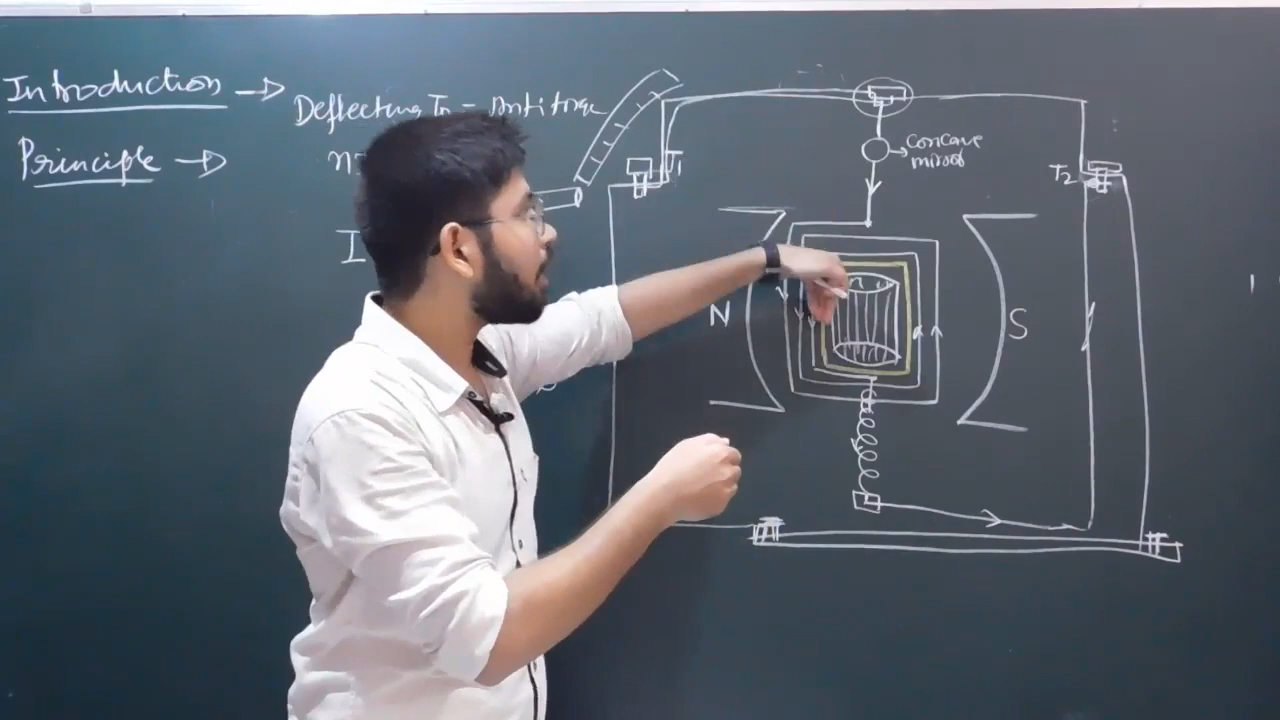 Introduction →
Deflecting
Principle →
I
T1
concave
mirror
T2
N
S